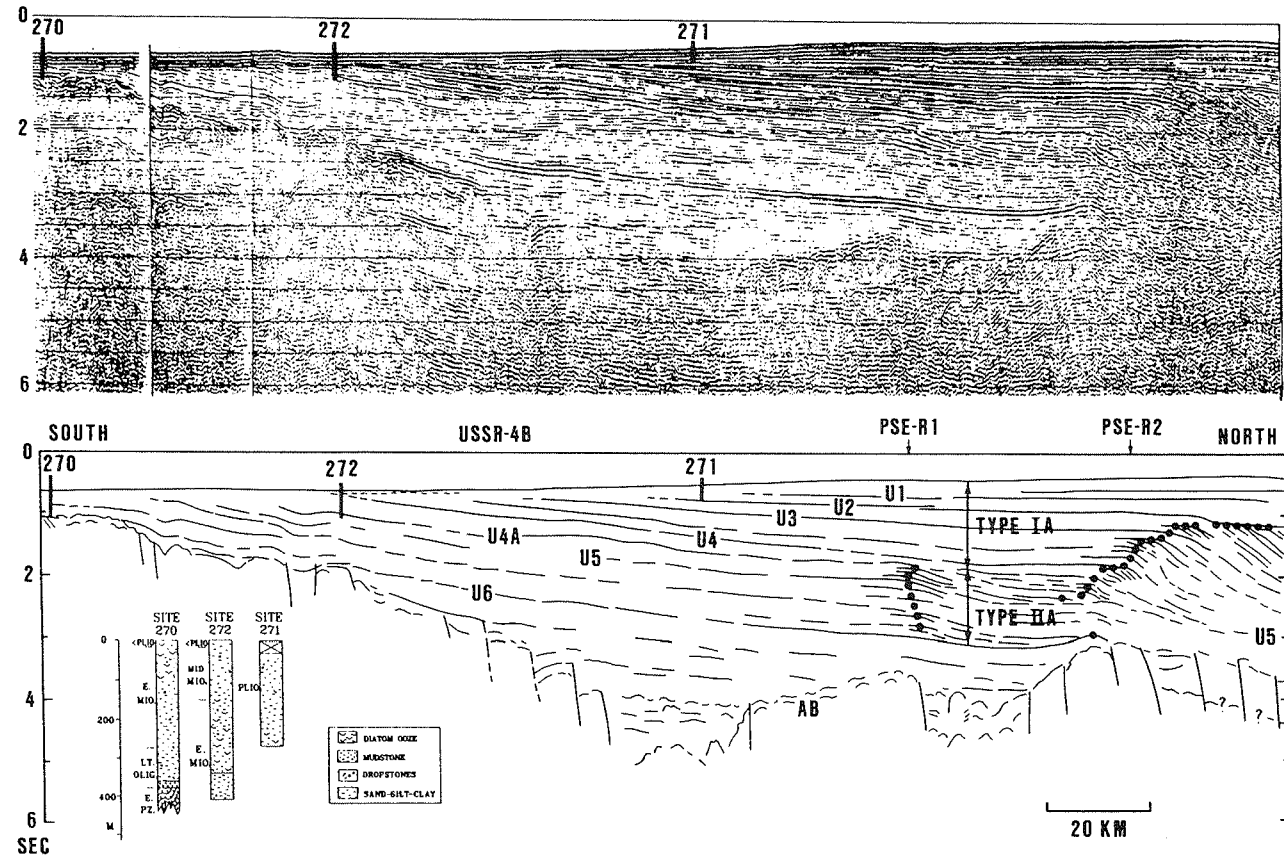 0
270
272
271
2
4
6
SOUTH
USSR-4B
PSE-R1
PSE-R2
NORTH
0
270
272
271
U1
U2
U3
TYPE IA
U4A
U4
U5
2
U6
TYPE IIA
U5
SITE 270
SITE 272
SITE 271
0
<PLIO
<PLIO
MID
MIO.
E.
MIO.
PLIO.
200
4
AB
? ?
DIATOM OOZE
MUDSTONE
DROPSTONES
SAND-SILT-CLAY
LT.
OLIG.
E.
MIO.
400
E.
PZ.
M
20 KM
6
SEC